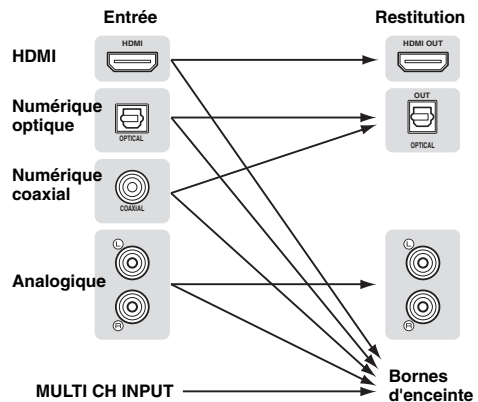 Entrée Restitution
HDMI HDMI HDMI OUT
Numérique optique OPTICAL OUT OPTICAL
Numérique coaxial COAXIAL
Analogique L R L R
MULTI CH INPUT Bornes d'enceinte